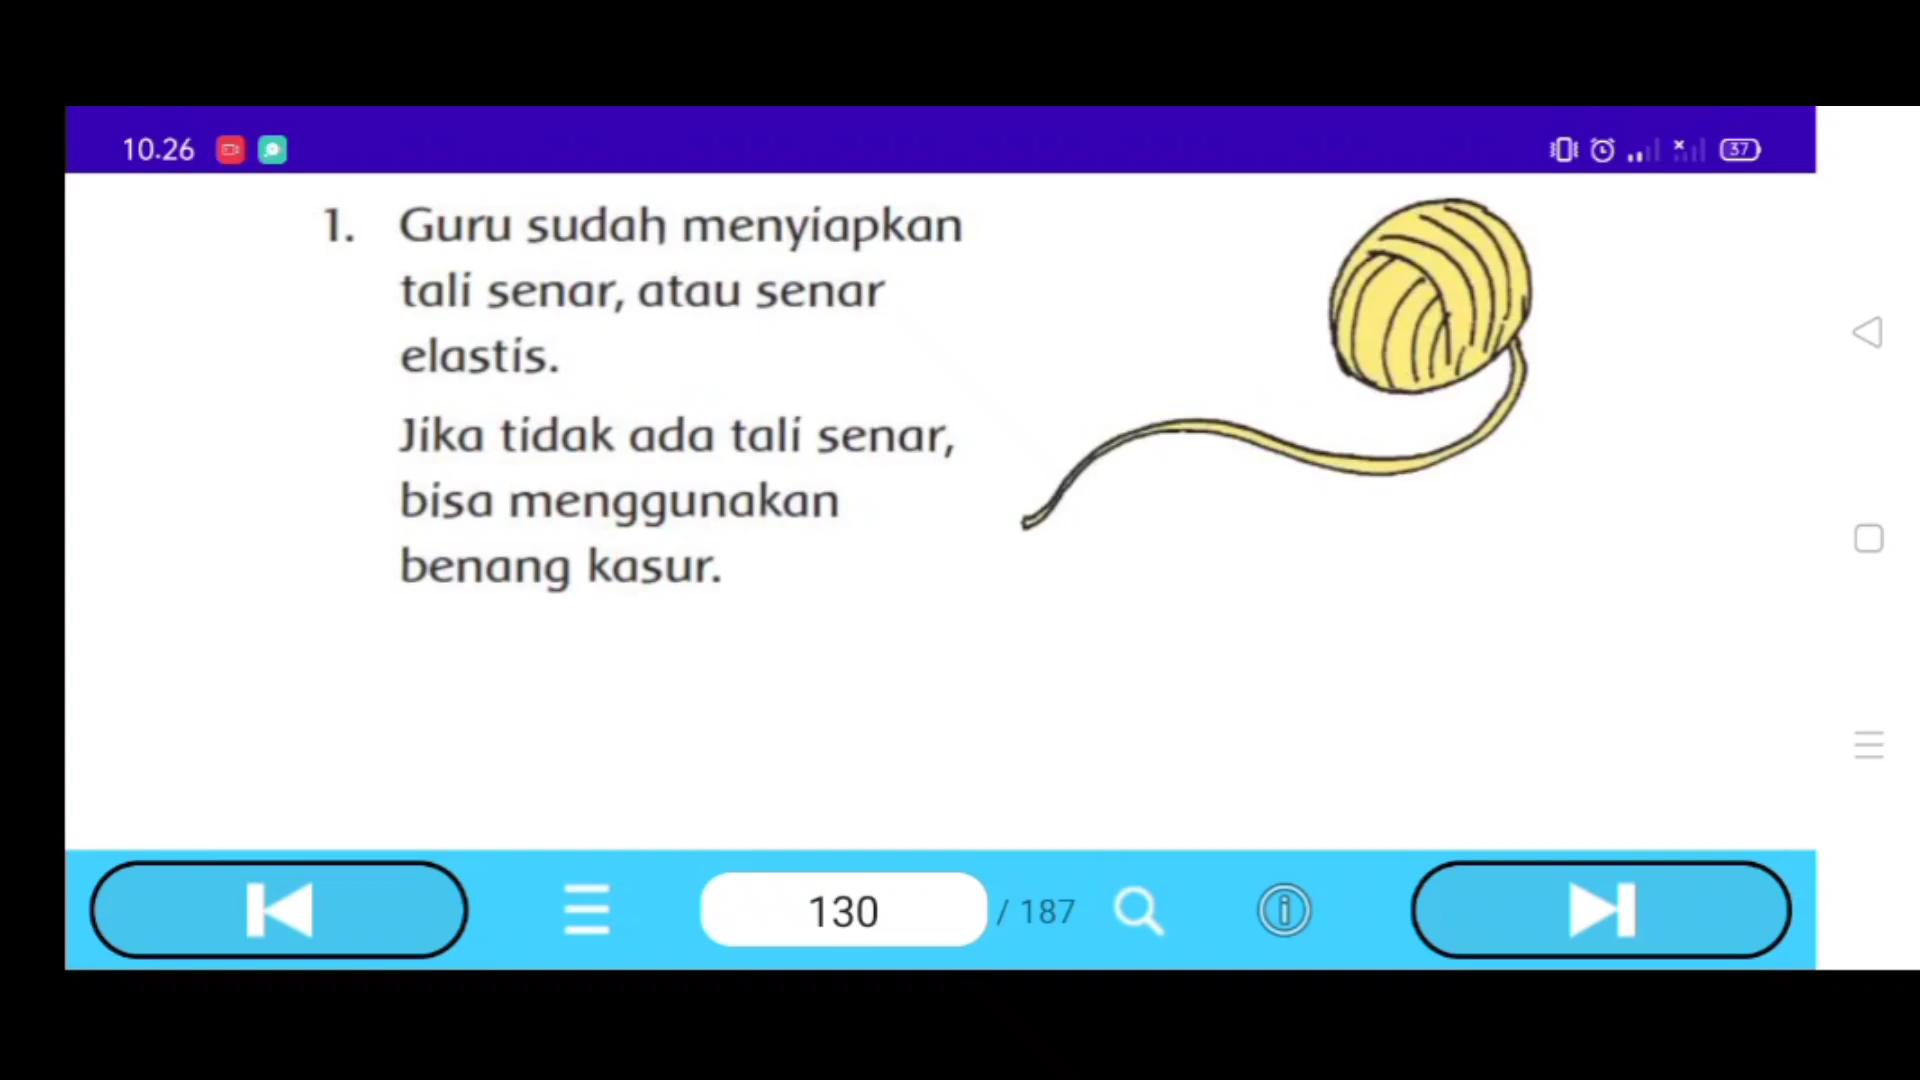 10.26
37
1. Guru sudah menyiapkan
tali senar, atau senar
elastis.
Jika tidak ada tali senar,
bisa menggunakan
benang kasur.
130 / 187